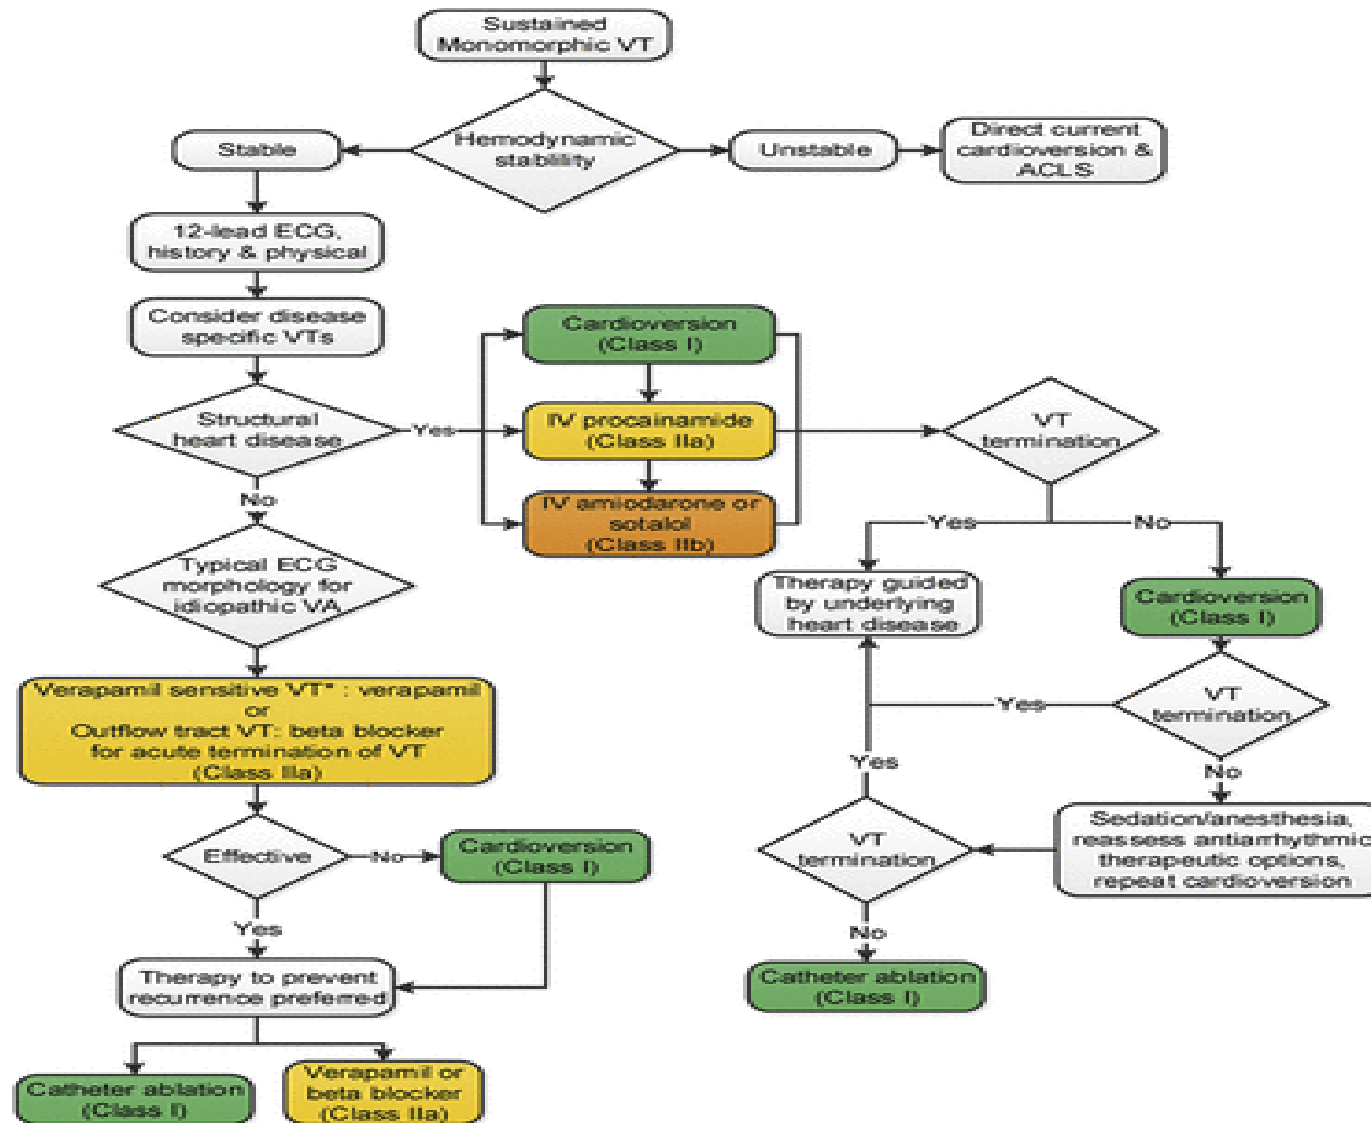 Sustained
Monomorphic VT
Hemodynamic
stablility
Stable
Unstable
Direct current
cardioversion &
ACLS
12-lead ECG,
history & physical
Consider disease
specific VTs
Structural
heart disease
Yes
No
Cardioversion
(Class I)
IV procainamide
(Class IIa)
IV amiodarone or
sotalol
(Class IIb)
VT
termination
Yes
No
Therapy guided
by underlying
heart disease
Cardioversion
(Class I)
VT
termination
Yes
No
Sedation/anesthesia,
reassess antiarrhythmic
therapeutic options,
repeat cardioversion
VT
termination
Yes
No
Catheter ablation
(Class I)
Typical ECG
morphology for
idiopathic VA
Verapamil sensitive VT* : verapamil
or
Outflow tract VT: beta blocker
for acute termination of VT
(Class IIa)
Effective
No
Cardioversion
(Class I)
Yes
Therapy to prevent
recurrence preferred
Catheter ablation
(Class I)
Verapamil or
beta blocker
(Class IIa)